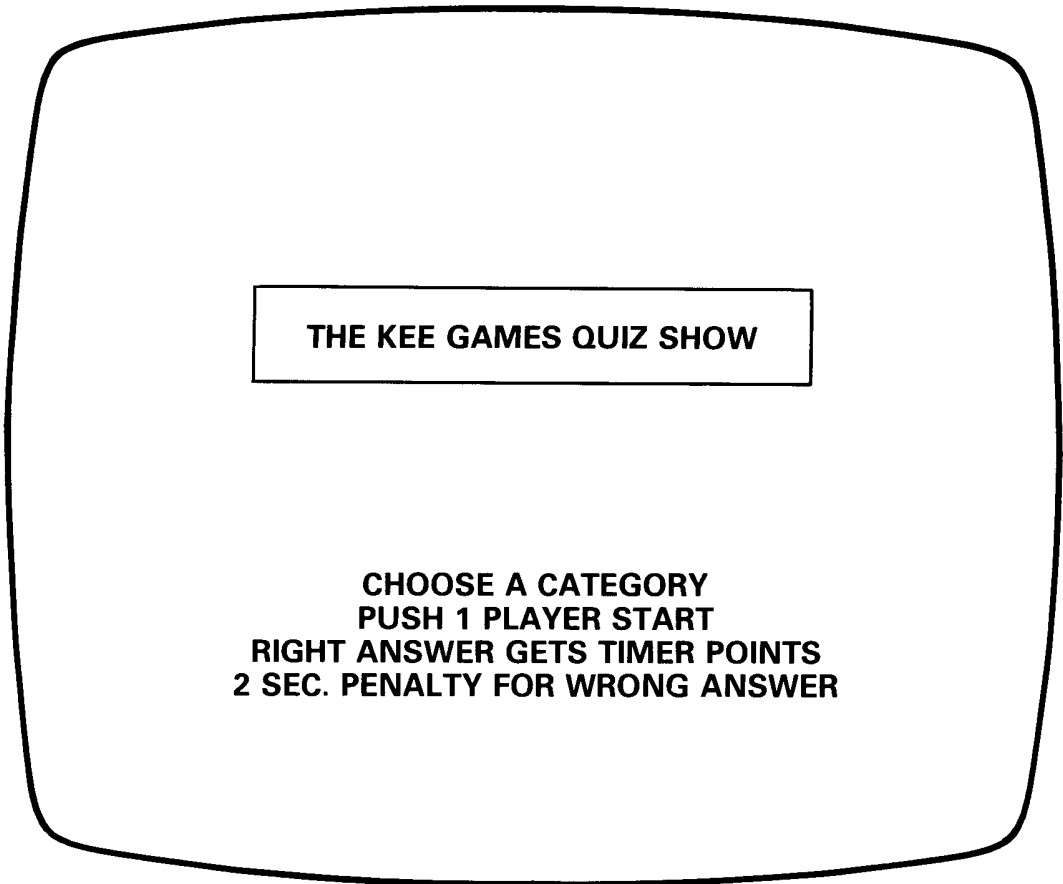 THE KEE GAMES QUIZ SHOW
CHOOSE A CATEGORY
PUSH 1 PLAYER START
RIGHT ANSWER GETS TIMER POINTS
2 SEC. PENALTY FOR WRONG ANSWER